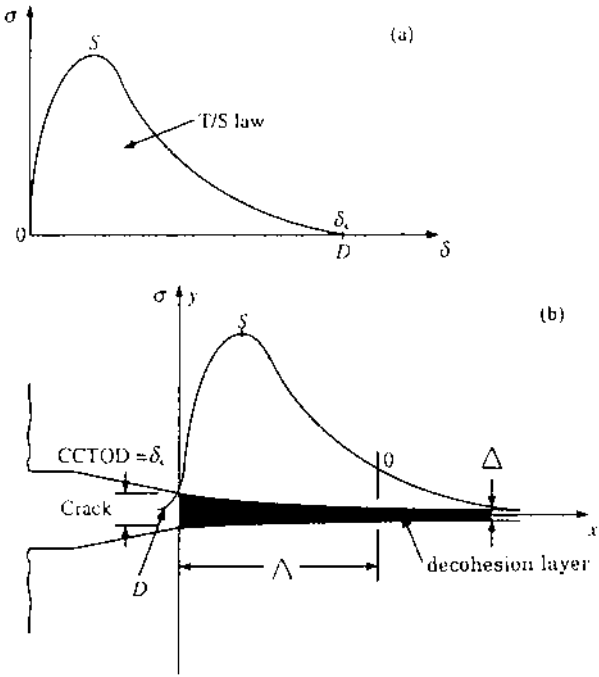 σ
(a)
S
T/S law
δc
0
D
δ
σ
y
(b)
S
CCTOD = δc
0
Δ
Crack
x
Λ
decohesion layer
D